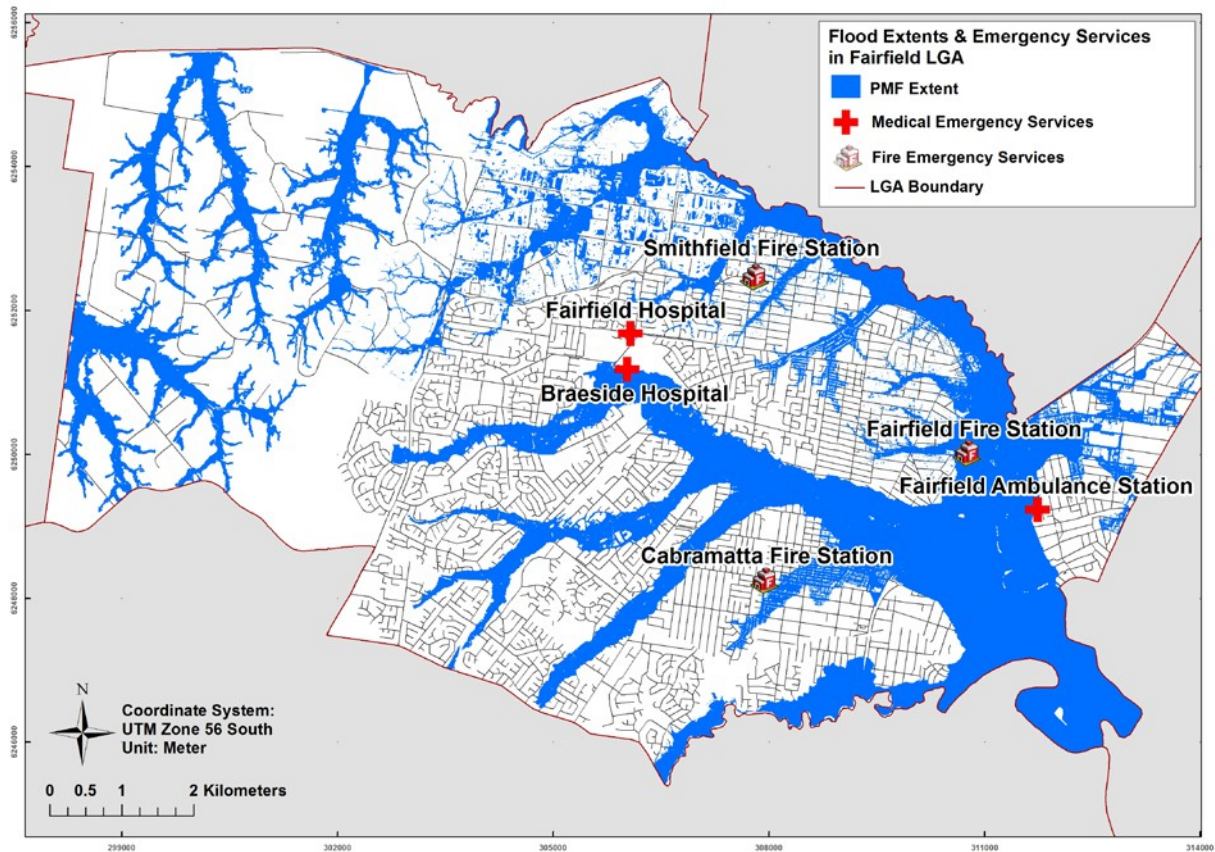 Flood Extents & Emergency Services
in Fairfield LGA
PMF Extent
Medical Emergency Services
Fire Emergency Services
LGA Boundary
Smithfield Fire Station
Fairfield Hospital
Braeside Hospital
Fairfield Fire Station
Fairfield Ambulance Station
Cabramatta Fire Station
N
Coordinate System:
UTM Zone 56 South
Unit: Meter
0 0.5 1 2 Kilometers
6256000
6254000
6252000
6250000
6248000
6246000
299000 302000 305000 308000 311000 314000